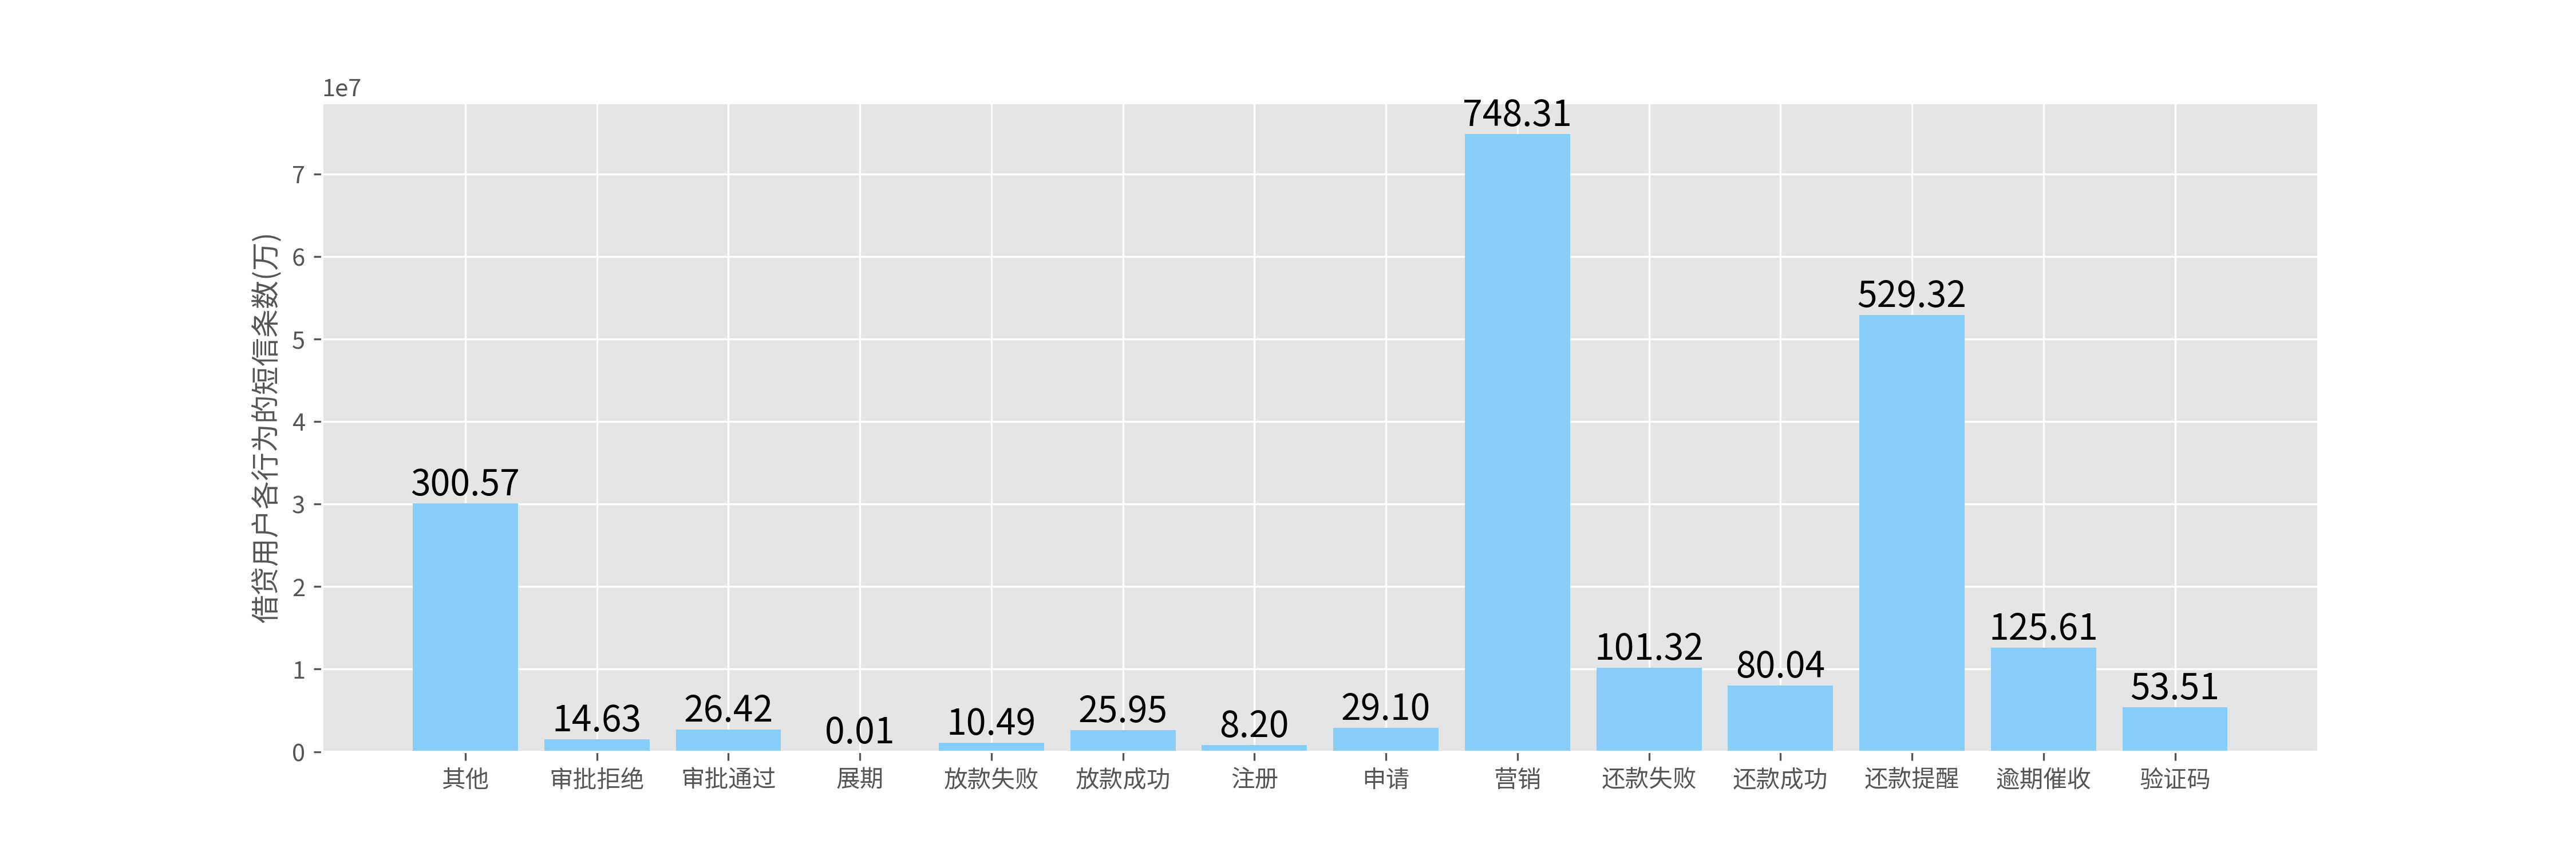 1e7
借贷用户各行为的短信条数(万)
7
6
5
4
3
2
1
0
300.57
14.63
26.42
0.01
10.49
25.95
8.20
29.10
748.31
101.32
80.04
529.32
125.61
53.51
其他
审批拒绝
审批通过
展期
放款失败
放款成功
注册
申请
营销
还款失败
还款成功
还款提醒
逾期催收
验证码